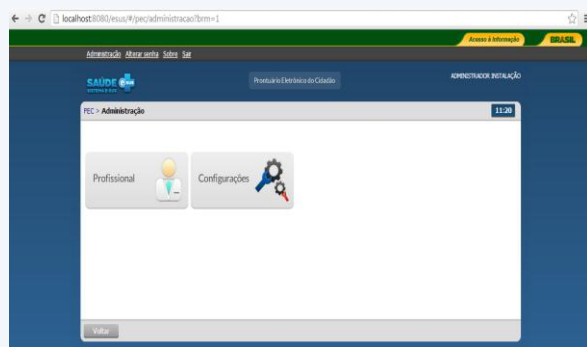 localhost:8080/esus/#/pec/administracao?brm=1
Acesso à Informação BRASIL
Administração Alterar senha Sobre Sair
SAÚDE e-SUS Prontuário Eletrônico do Cidadão ADMINISTRADOR INSTALAÇÃO
PEC > Administração 11:20
Profissional Configurações
Voltar